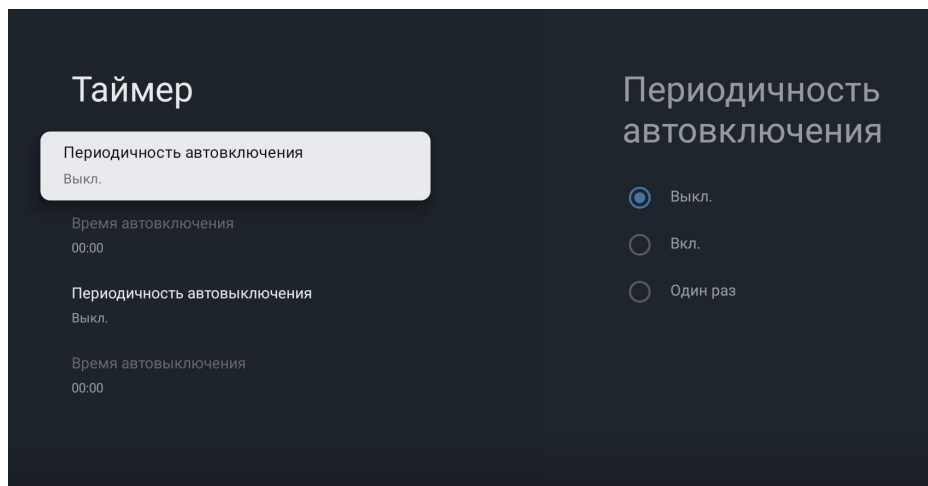 Таймер
Периодичность автовключения
Выкл.
Время автовключения
00:00
Периодичность автовыключения
Выкл.
Время автовыключения
00:00
Периодичность
автовключения
Выкл.
Вкл.
Один раз